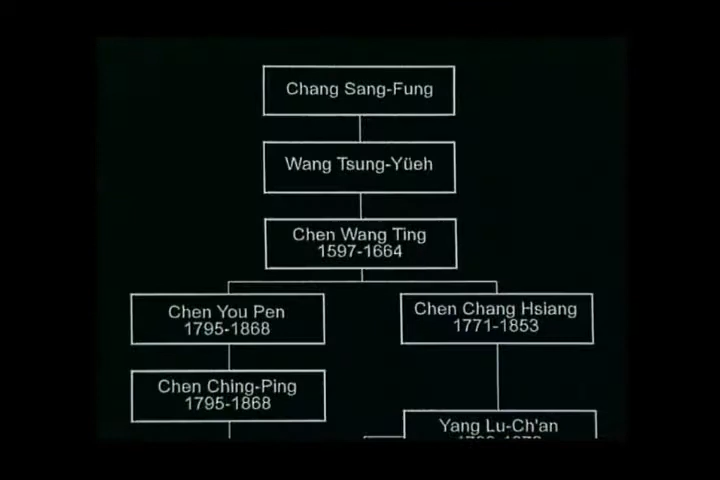 Chang Sang-Fung
Wang Tsung-Yüeh
Chen Wang Ting
1597-1664
Chen You Pen
1795-1868
Chen Chang Hsiang
1771-1853
Chen Ching-Ping
1795-1868
Yang Lu-Ch'an